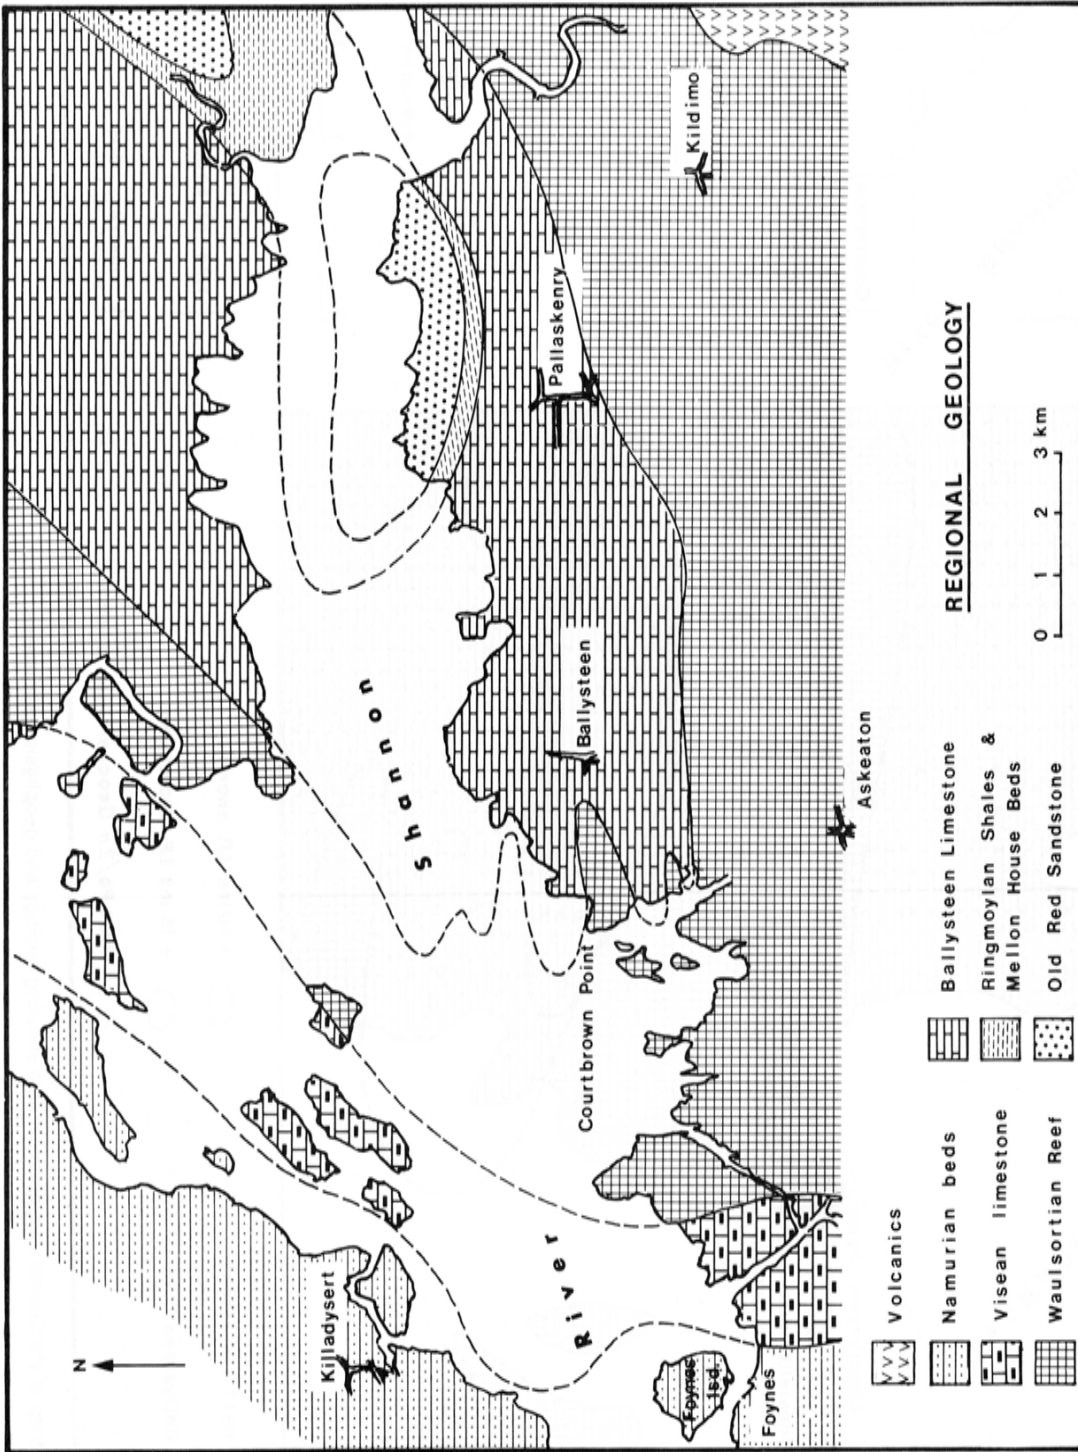 N
Killadysert
River
Shannon
Foynes
Isd.
Foynes
Courtbrown Point
Ballysteen
Pallaskenry
Kildimo
Askeaton
REGIONAL GEOLOGY
0 1 2 3 km
Volcanics
Namurian beds
Visean limestone
Waulsortian Reef
Ballysteen Limestone
Ringmoylan Shales &
Mellon House Beds
Old Red Sandstone